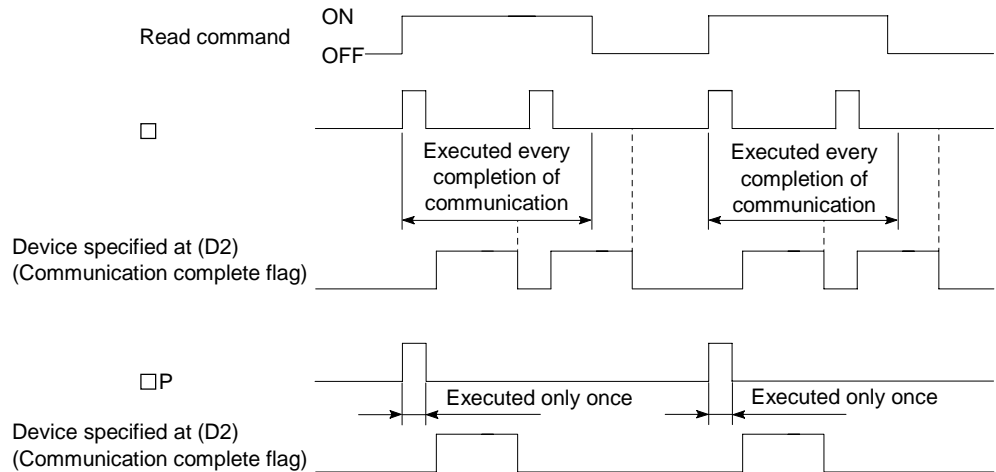 ON
Read command
OFF
□
Executed every
completion of
communication
Executed every
completion of
communication
Device specified at (D2)
(Communication complete flag)
□P
Executed only once
Executed only once
Device specified at (D2)
(Communication complete flag)